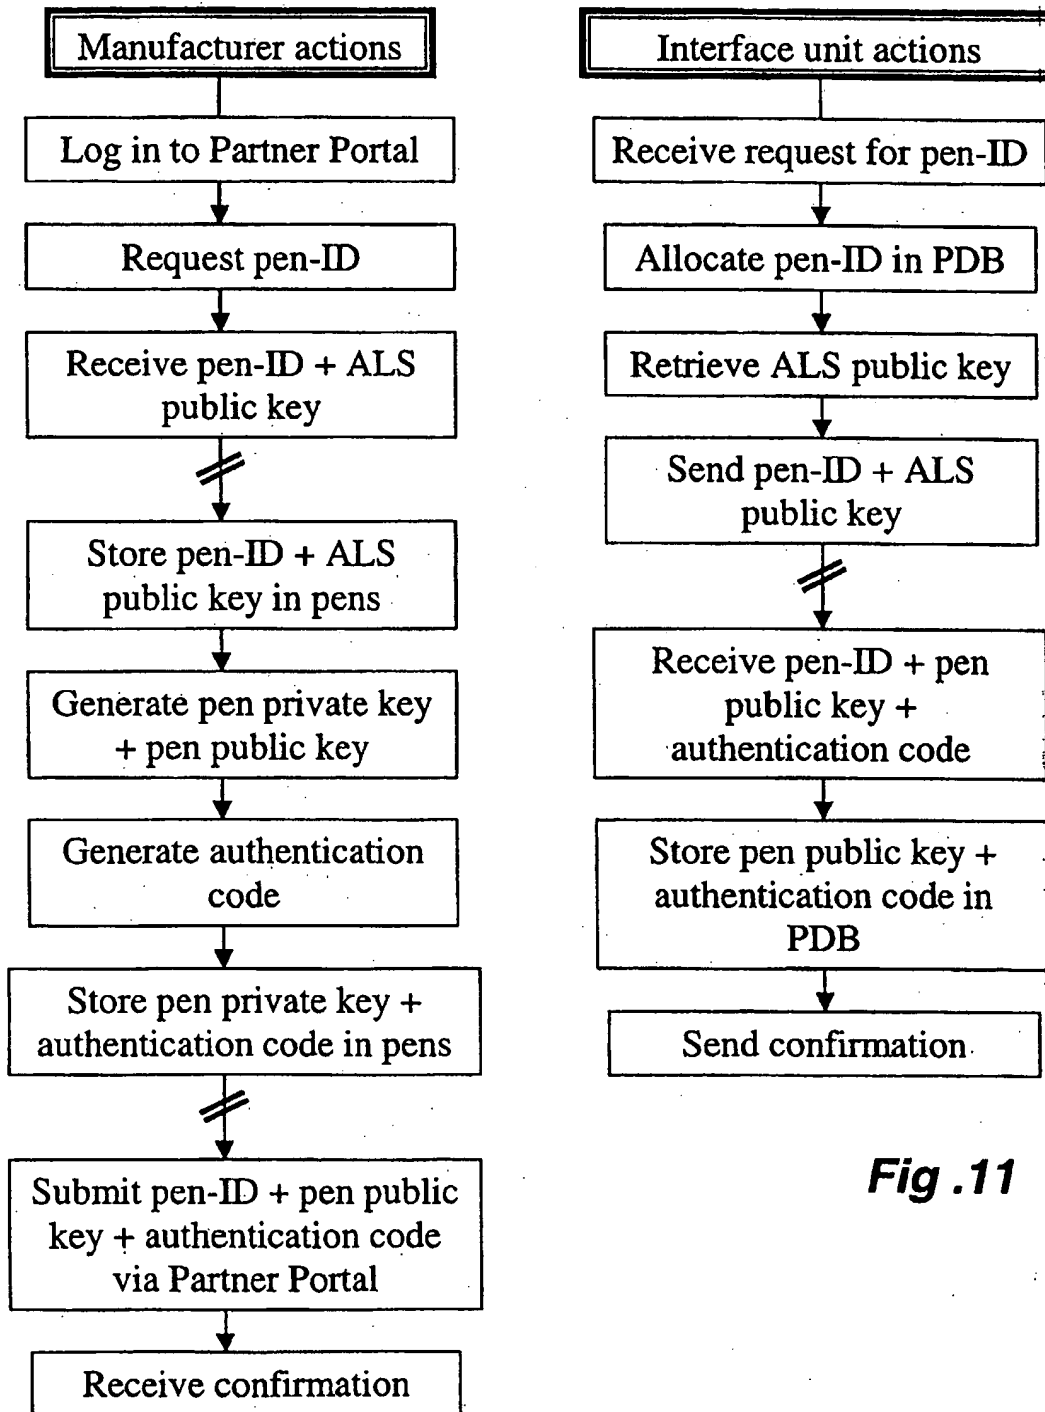 Manufacturer actions
Log in to Partner Portal
Request pen-ID
Receive pen-ID + ALS
public key
Store pen-ID + ALS
public key in pens
Generate pen private key
+ pen public key
Generate authentication
code
Store pen private key +
authentication code in pens
Submit pen-ID + pen public
key + authentication code
via Partner Portal
Receive confirmation
Interface unit actions
Receive request for pen-ID
Allocate pen-ID in PDB
Retrieve ALS public key
Send pen-ID + ALS
public key
Receive pen-ID + pen
public key +
authentication code
Store pen public key +
authentication code in
PDB
Send confirmation
Fig .11